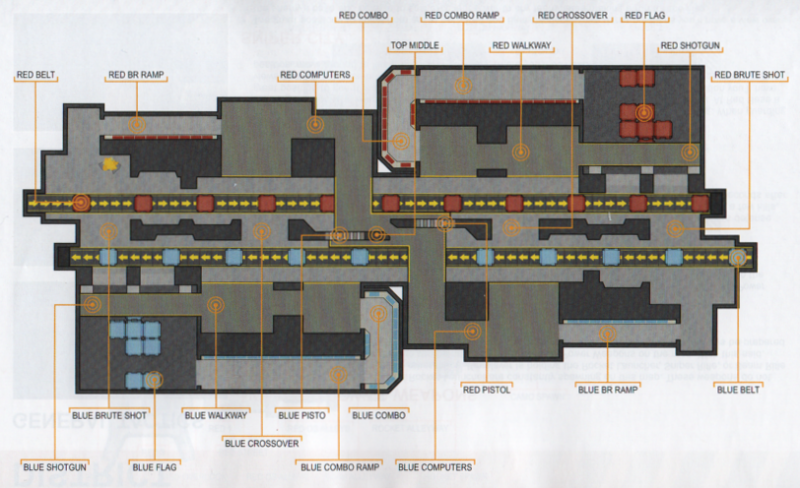 RED COMBO
RED COMBO RAMP
RED CROSSOVER
RED FLAG
TOP MIDDLE
RED WALKWAY
RED SHOTGUN
RED BELT
RED BR RAMP
RED COMPUTERS
RED BRUTE SHOT
RED PISTOL
BLUE BR RAMP
BLUE BELT
BLUE BRUTE SHOT
BLUE WALKWAY
BLUE PISTO
BLUE COMBO
BLUE CROSSOVER
BLUE SHOTGUN
BLUE FLAG
BLUE COMBO RAMP
BLUE COMPUTERS